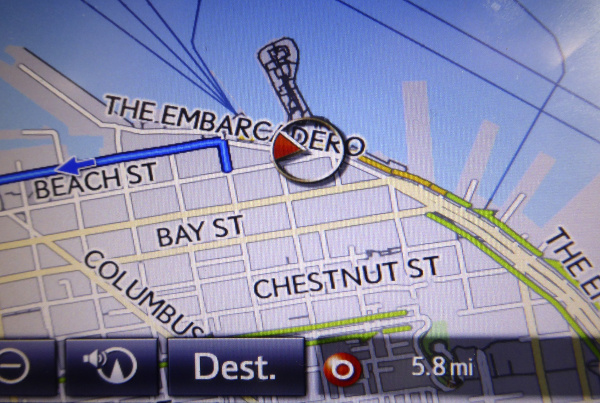 THE EMBARCADERO
BEACH ST
BAY ST
COLUMBUS
CHESTNUT ST
THE E
Dest.
b
5.8 mi